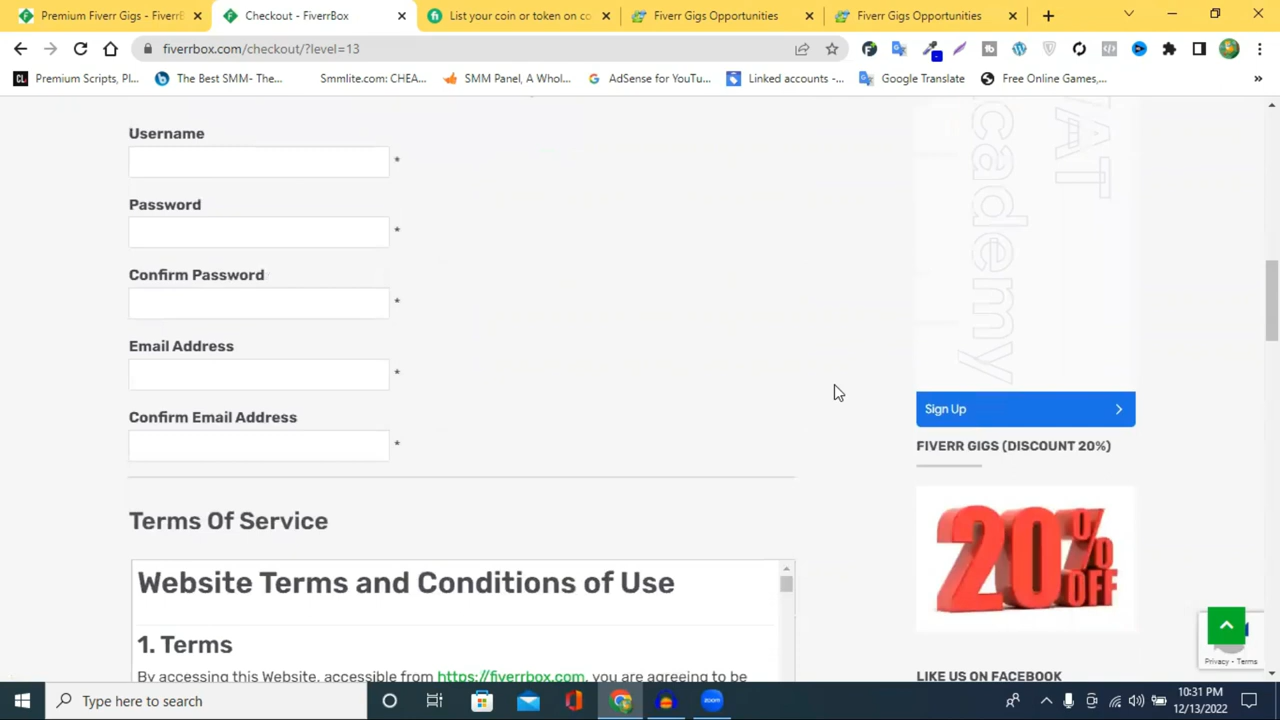 Premium Fiverr Gigs - FiverrB
Checkout - FiverrBox
List your coin or token on co
Fiverr Gigs Opportunities
Fiverr Gigs Opportunities
fiverrbox.com/checkout/?level=13
Premium Scripts, Pl...
The Best SMM- The...
Smmlite.com: CHEA...
SMM Panel, A Whol...
AdSense for YouTu...
Linked accounts -...
Google Translate
Free Online Games,...
Username
*
Password
*
Confirm Password
*
Email Address
*
Confirm Email Address
*
Terms Of Service
Website Terms and Conditions of Use
1. Terms
By accessing this Website, accessible from https://fiverrbox.com, you are agreeing to be
cademy
Sign Up
FIVERR GIGS (DISCOUNT 20%)
20%
OFF
LIKE US ON FACEBOOK
Privacy - Terms
Type here to search
zoom
10:31 PM
12/13/2022